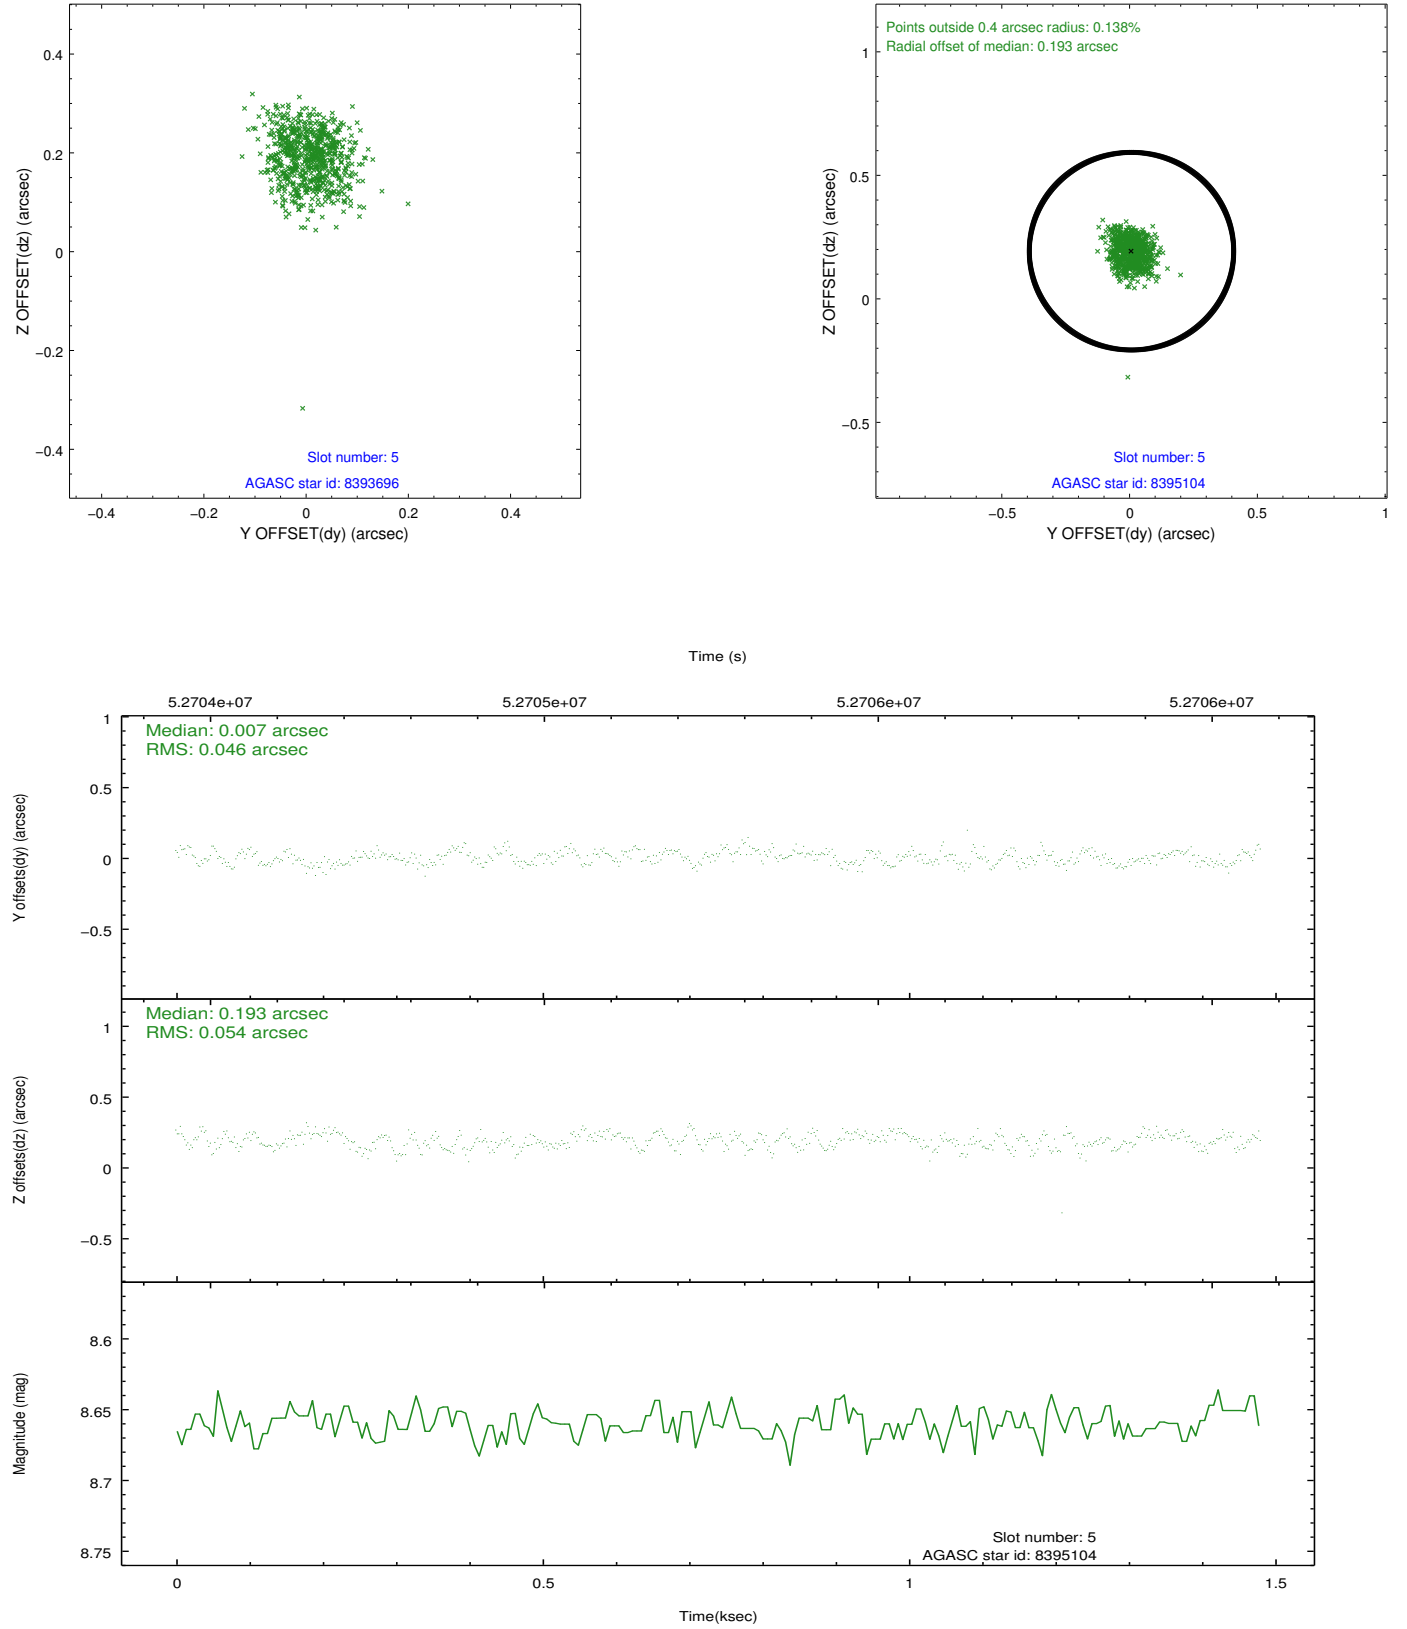 0.4
0.2
0
−0.2
−0.4
Z OFFSET(dz) (arcsec)
Slot number: 5
AGASC star id: 8393696
−0.4 −0.2 0 0.2 0.4
Y OFFSET(dy) (arcsec)
Points outside 0.4 arcsec radius: 0.138%
Radial offset of median: 0.193 arcsec
1
0.5
0
−0.5
Z OFFSET(dz) (arcsec)
Slot number: 5
AGASC star id: 8395104
−0.5 0 0.5 1
Y OFFSET(dy) (arcsec)
Time (s)
5.2704e+07 5.2705e+07 5.2706e+07 5.2706e+07
Median: 0.007 arcsec
RMS: 0.046 arcsec
1
0.5
0
−0.5
Y offsets(dy) (arcsec)
Median: 0.193 arcsec
RMS: 0.054 arcsec
1
0.5
0
−0.5
Z offsets(dz) (arcsec)
8.6
8.65
8.7
8.75
Magnitude (mag)
Slot number: 5
AGASC star id: 8395104
0 0.5 1 1.5
Time(ksec)